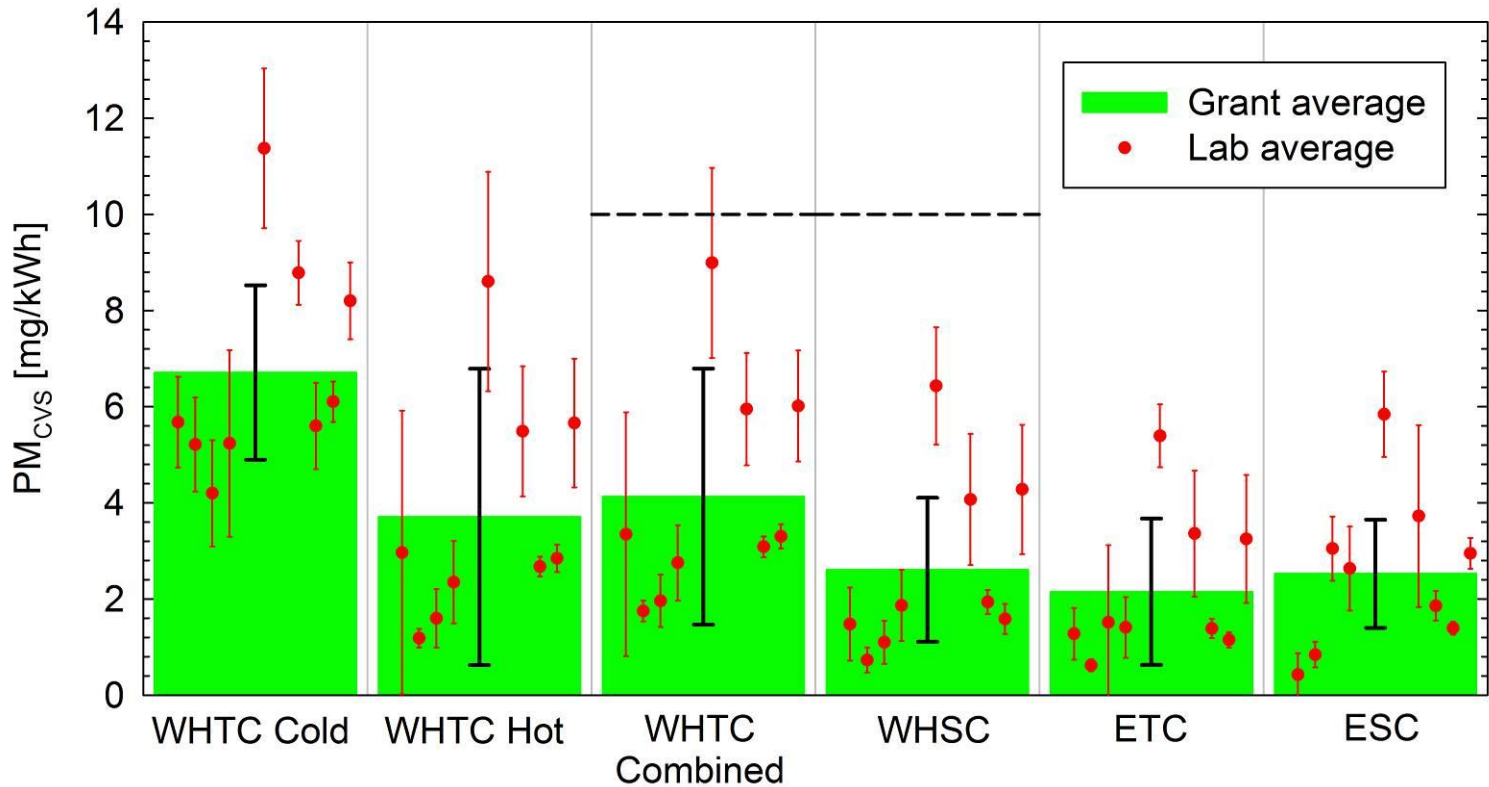 14
12
10
8
6
4
2
0
PMCVS [mg/kWh]
Grant average
Lab average
WHTC Cold
WHTC Hot
WHTC
Combined
WHSC
ETC
ESC